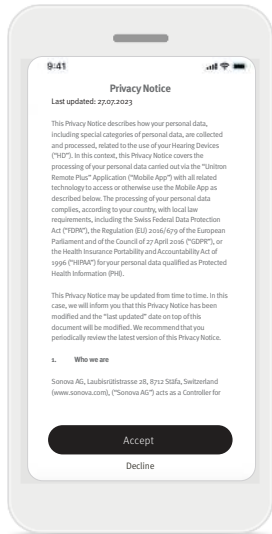 9:41
Privacy Notice
Last updated: 27.07.2023
This Privacy Notice describes how your personal data,
including special categories of personal data, are collected
and processed, related to the use of your Hearing Devices
("HD"). In this context, this Privacy Notice covers the
processing of your personal data carried out via the "Unitron
Remote Plus" Application ("Mobile App") with all related
technology to access or otherwise use the Mobile App as
described below. The processing of your personal data
complies, according to your country, with local law
requirements, including the Swiss Federal Data Protection
Act ("FDPA"), the Regulation (EU) 2016/679 of the European
Parliament and of the Council of 27 April 2016 ("GDPR"), or
the Health Insurance Portability and Accountability Act of
1996 ("HIPAA") for your personal data qualified as Protected
Health Information (PHI).
This Privacy Notice may be updated from time to time. In this
case, we will inform you that this Privacy Notice has been
modified and the "last updated" date on top of this
document will be modified. We recommend that you
periodically review the latest version of this Privacy Notice.
1. Who we are
Sonova AG, Laubisrütistrasse 28, 8712 Stäfa, Switzerland
(www.sonova.com), ("Sonova AG") acts as a Controller for
Accept
Decline